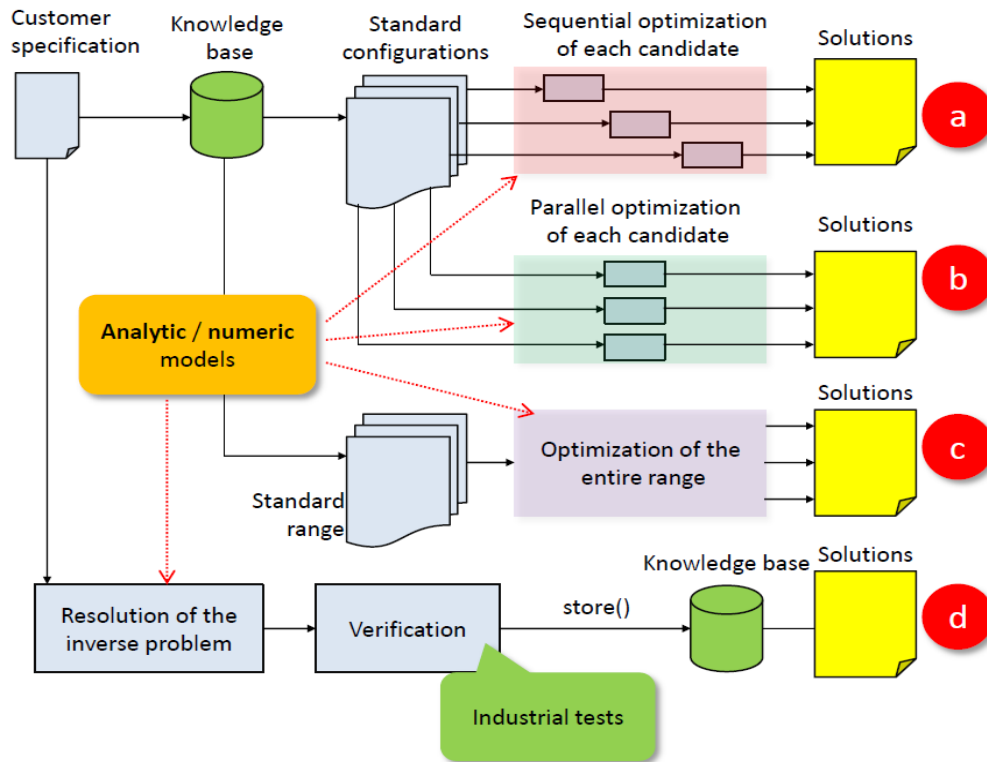 Customer
specification
Knowledge
base
Standard
configurations
Sequential optimization
of each candidate
Solutions
a
Parallel optimization
of each candidate
Solutions
b
Analytic / numeric
models
Solutions
c
Optimization of the
entire range
Standard
range
Knowledge base
Solutions
Resolution of the
inverse problem
Verification
store()
d
Industrial tests